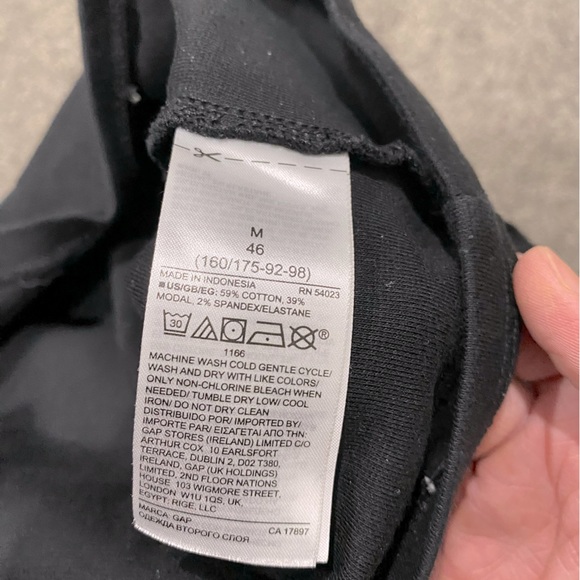 M
46
(160/175-92-98)
MADE IN INDONESIA RN 54023
■ US/GB/EG: 59% COTTON, 39%
MODAL, 2% SPANDEX/ELASTANE
30 ®
1166
MACHINE WASH COLD GENTLE CYCLE/
WASH AND DRY WITH LIKE COLORS/
ONLY NON-CHLORINE BLEACH WHEN
NEEDED/ TUMBLE DRY LOW/ COOL
IRON/ DO NOT DRY CLEAN
DISTRIBUIDO POR/ IMPORTED BY/
IMPORTE PAR/ ΕΙΣΑΓΕΤΑΙ ΑΠΟ ΤΗΝ:
GAP STORES (IRELAND) LIMITED C/O
ARTHUR COX 10 EARLSFORT
TERRACE, DUBLIN 2, D02 T380,
IRELAND, GAP (UK HOLDINGS)
LIMITED, 2ND FLOOR NATIONS
HOUSE 103 WIGMORE STREET,
LONDON W1U 1QS, UK,
EGYPT: RIGE, LLC
MARCA: GAP CA 17897
ОДЕЖДА ВТОРОГО СЛОЯ